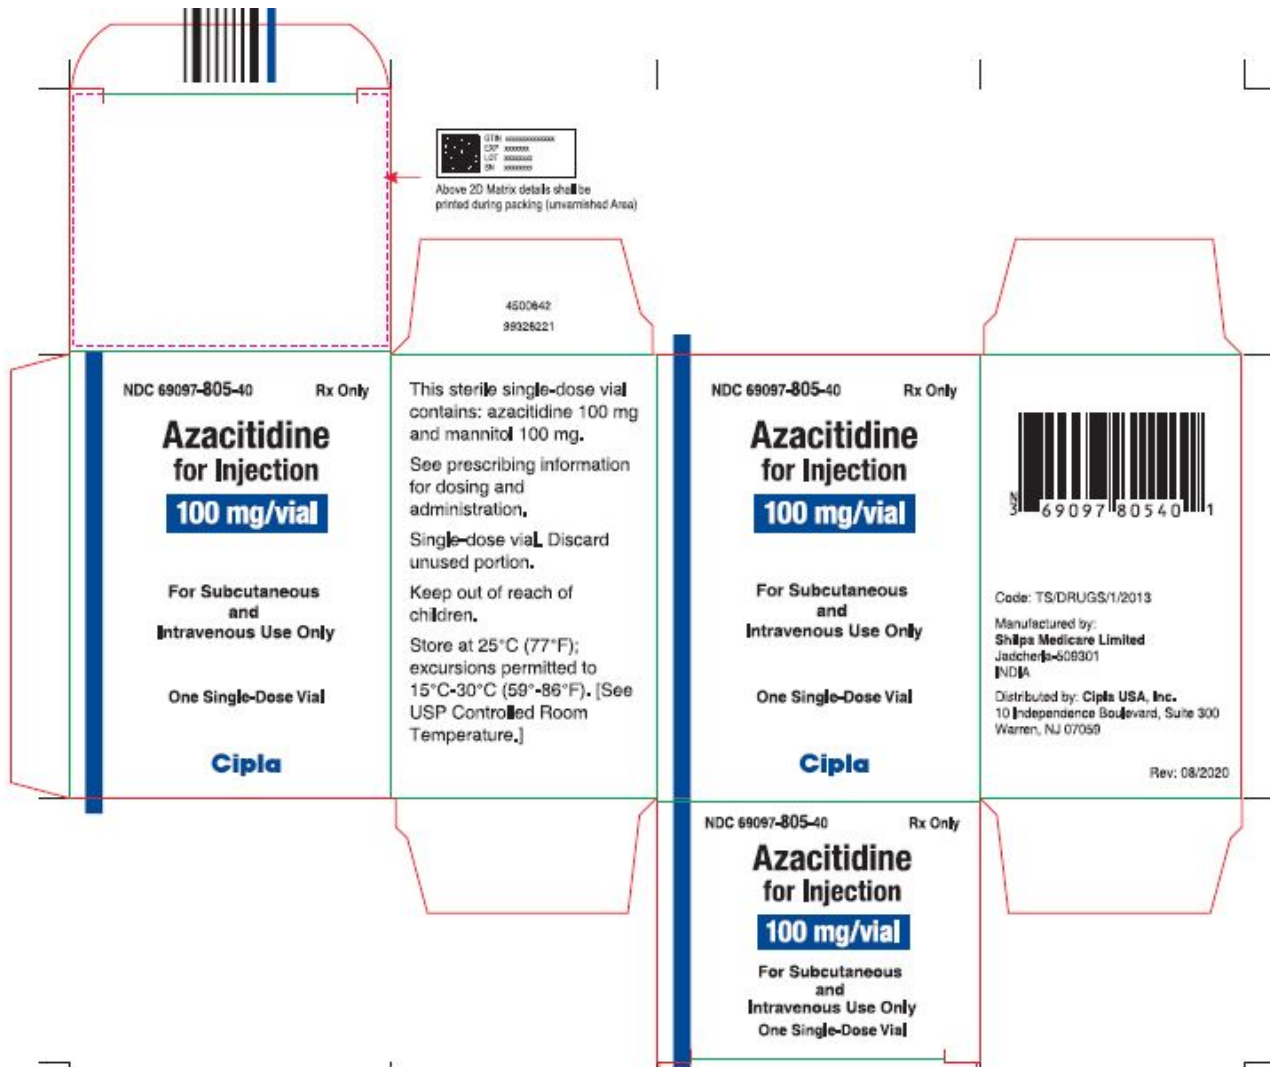 GTIN xxxxxxxxxxxxxx
EXP xxxxxxx
LOT xxxxxxxx
SN xxxxxxxx
Above 2D Matrix details shall be
printed during packing (unvarnished Area)
4500642
99326221
NDC 69097-805-40 Rx Only
Azacitidine
for Injection
100 mg/vial
For Subcutaneous
and
Intravenous Use Only
One Single-Dose Vial
Cipla
This sterile single-dose vial
contains: azacitidine 100 mg
and mannitol 100 mg.
See prescribing information
for dosing and
administration.
Single-dose vial. Discard
unused portion.
Keep out of reach of
children.
Store at 25°C (77°F);
excursions permitted to
15°C-30°C (59°-86°F). [See
USP Controlled Room
Temperature.]
NDC 69097-805-40 Rx Only
Azacitidine
for Injection
100 mg/vial
For Subcutaneous
and
Intravenous Use Only
One Single-Dose Vial
Cipla
N
3 69097 80540 1
Code: TS/DRUGS/1/2013
Manufactured by:
Shilpa Medicare Limited
Jadcherla-509301
INDIA
Distributed by: Cipla USA, Inc.
10 Independence Boulevard, Suite 300
Warren, NJ 07059
Rev: 08/2020
NDC 69097-805-40 Rx Only
Azacitidine
for Injection
100 mg/vial
For Subcutaneous
and
Intravenous Use Only
One Single-Dose Vial